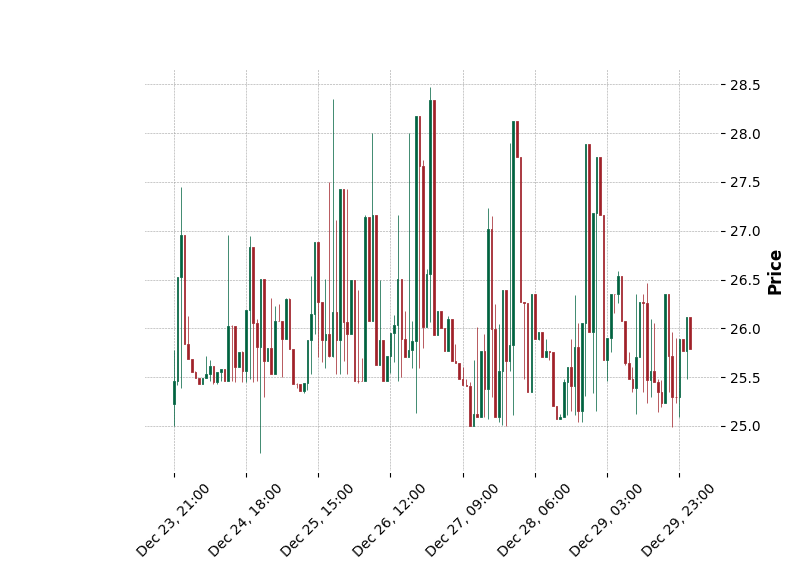 28.5
28.0
27.5
27.0
26.5
26.0
25.5
25.0
Price
Dec 23, 21:00
Dec 24, 18:00
Dec 25, 15:00
Dec 26, 12:00
Dec 27, 09:00
Dec 28, 06:00
Dec 29, 03:00
Dec 29, 23:00